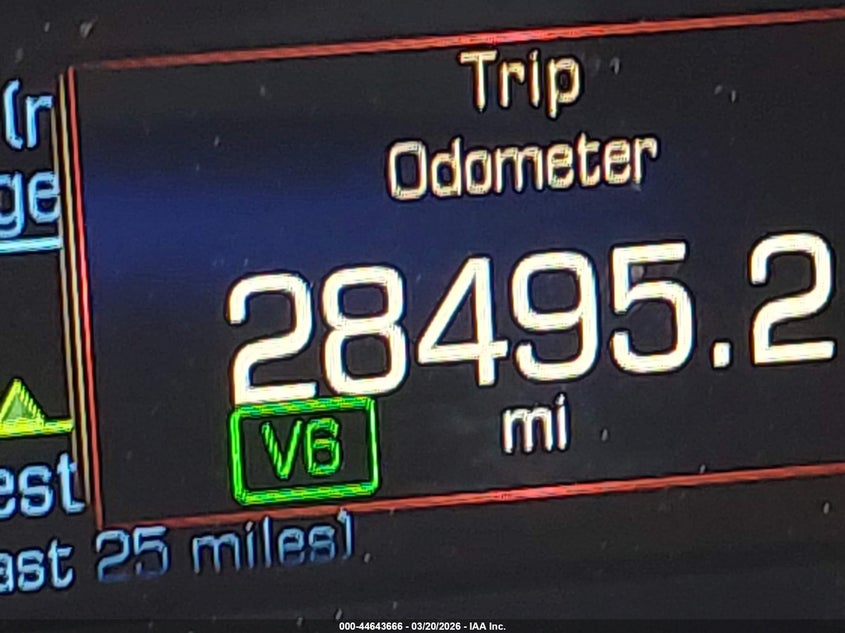 Trip
Odometer
28495.2
mi
V6
(r
ge
est
ast 25 miles)
000-44643666 - 03/20/2026 - IAA Inc.